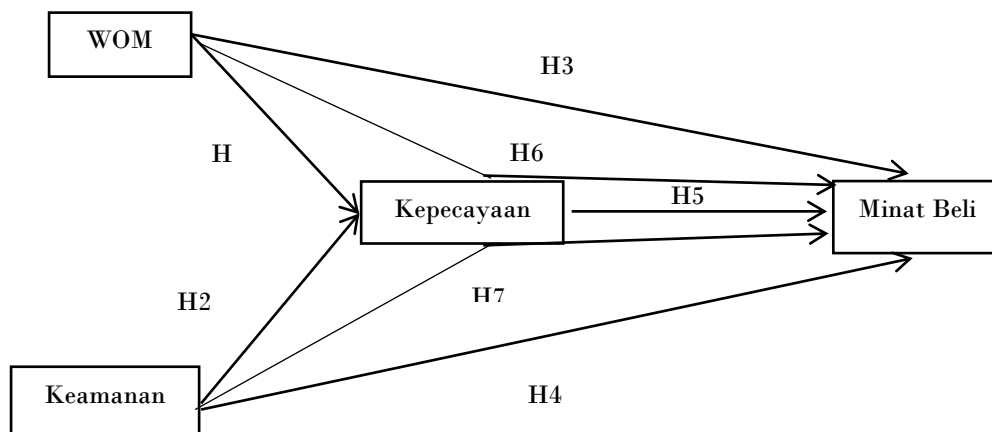 WOM
H3
H
H6
Kepecayaan
H5
Minat Beli
H2
H7
Keamanan
H4